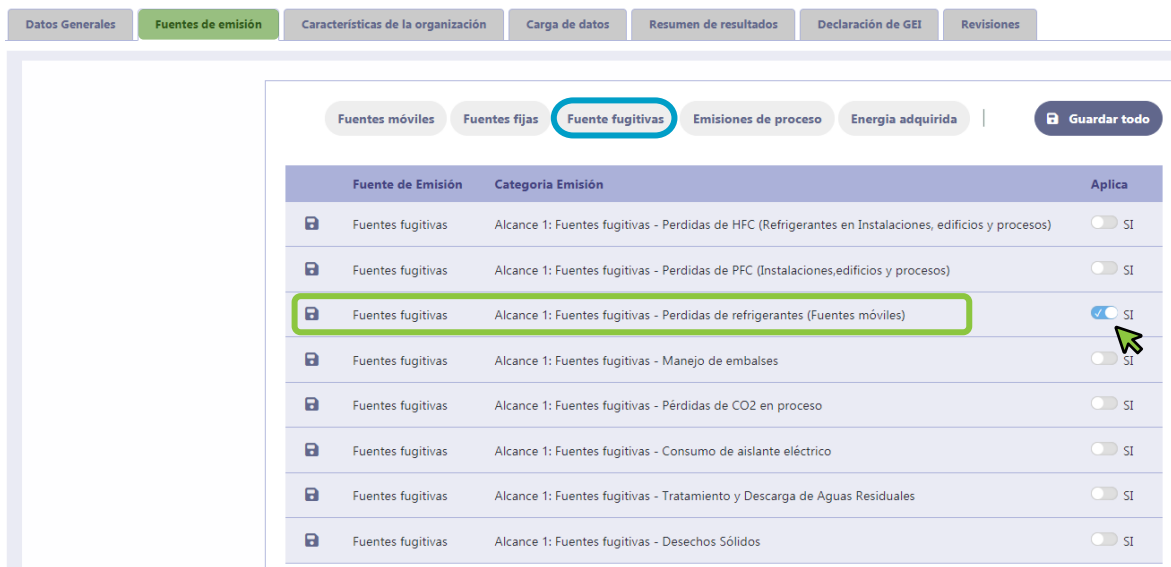 Datos Generales Fuentes de emisión Características de la organización Carga de datos Resumen de resultados Declaración de GEI Revisiones
Fuentes móviles Fuentes fijas Fuente fugitivas Emisiones de proceso Energia adquirida Guardar todo
Fuente de Emisión Categoria Emisión Aplica
Fuentes fugitivas Alcance 1: Fuentes fugitivas - Perdidas de HFC (Refrigerantes en Instalaciones, edificios y procesos) SI
Fuentes fugitivas Alcance 1: Fuentes fugitivas - Perdidas de PFC (Instalaciones,edificios y procesos) SI
Fuentes fugitivas Alcance 1: Fuentes fugitivas - Perdidas de refrigerantes (Fuentes móviles) SI
Fuentes fugitivas Alcance 1: Fuentes fugitivas - Manejo de embalses SI
Fuentes fugitivas Alcance 1: Fuentes fugitivas - Pérdidas de CO2 en proceso SI
Fuentes fugitivas Alcance 1: Fuentes fugitivas - Consumo de aislante eléctrico SI
Fuentes fugitivas Alcance 1: Fuentes fugitivas - Tratamiento y Descarga de Aguas Residuales SI
Fuentes fugitivas Alcance 1: Fuentes fugitivas - Desechos Sólidos SI